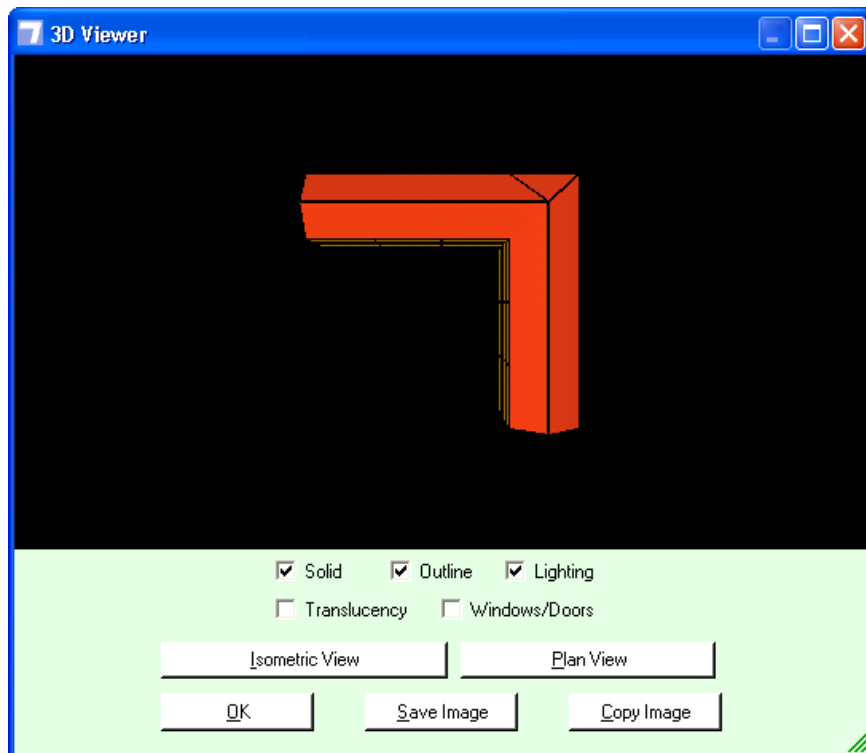 3D Viewer
Solid Outline Lighting
Translucency Windows/Doors
Isometric View Plan View
OK Save Image Copy Image